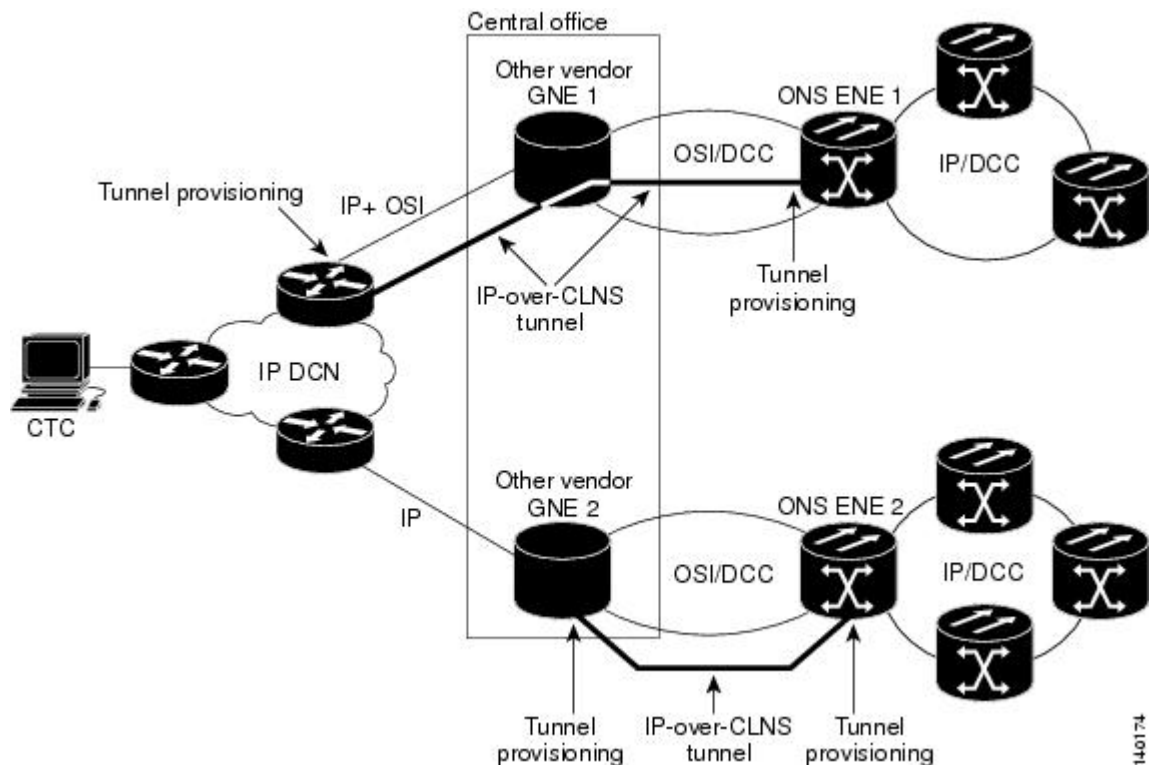 Central office
Other vendor
GNE 1
ONS ENE 1
OSI/DCC
IP/DCC
Tunnel provisioning
IP+ OSI
IP-over-CLNS
tunnel
Tunnel
provisioning
IP DCN
CTC
Other vendor
GNE 2
ONS ENE 2
IP
OSI/DCC
IP/DCC
Tunnel
provisioning
IP-over-CLNS
tunnel
Tunnel
provisioning
140174